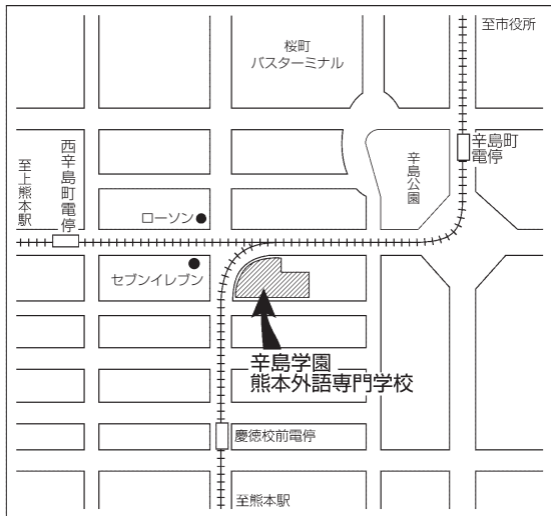 至市役所
桜町
バスターミナル
辛島町
電停
辛島公園
西辛島町電停
至上熊本駅
ローソン
セブンイレブン
辛島学園
熊本外語専門学校
慶徳校前電停
至熊本駅